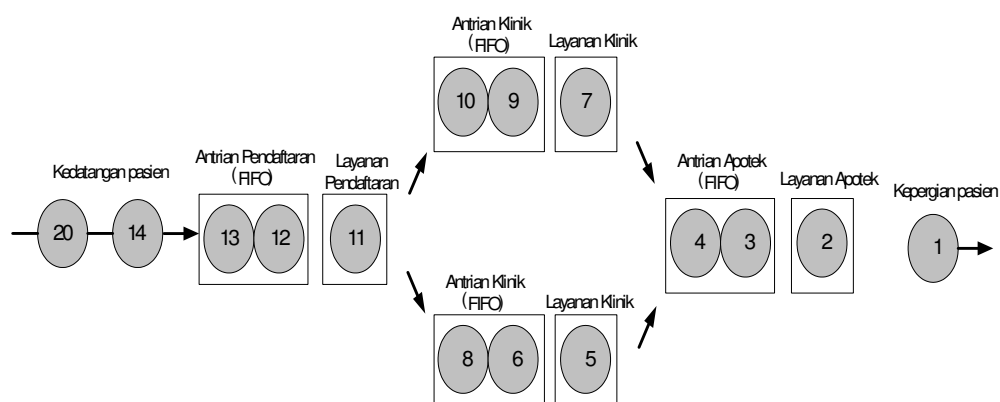 Antrian Klinik
(FIFO)
Layanan Klinik
10 9 7
Kedatangan pasien
Antrian Pendaftaran
(FIFO)
Layanan
Pendaftaran
Antrian Apotek
(FIFO)
Layanan Apotek
Kepergian pasien
20 14 13 12 11
4 3 2 1
Antrian Klinik
(FIFO)
Layanan Klinik
8 6 5